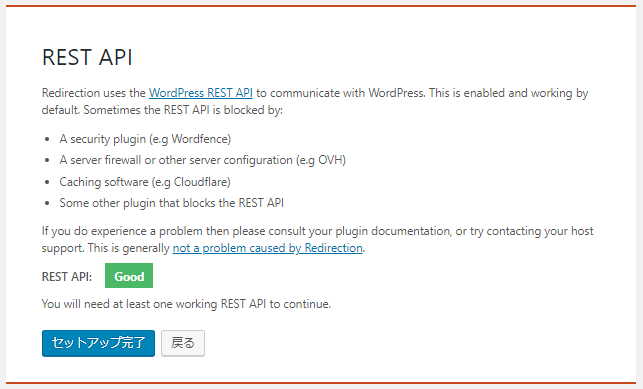 REST API
Redirection uses the WordPress REST API to communicate with WordPress. This is enabled and working by
default. Sometimes the REST API is blocked by:
• A security plugin (e.g Wordfence)
• A server firewall or other server configuration (e.g OVH)
• Caching software (e.g Cloudflare)
• Some other plugin that blocks the REST API
If you do experience a problem then please consult your plugin documentation, or try contacting your host
support. This is generally not a problem caused by Redirection.
REST API: Good
You will need at least one working REST API to continue.
セットアップ完了 戻る